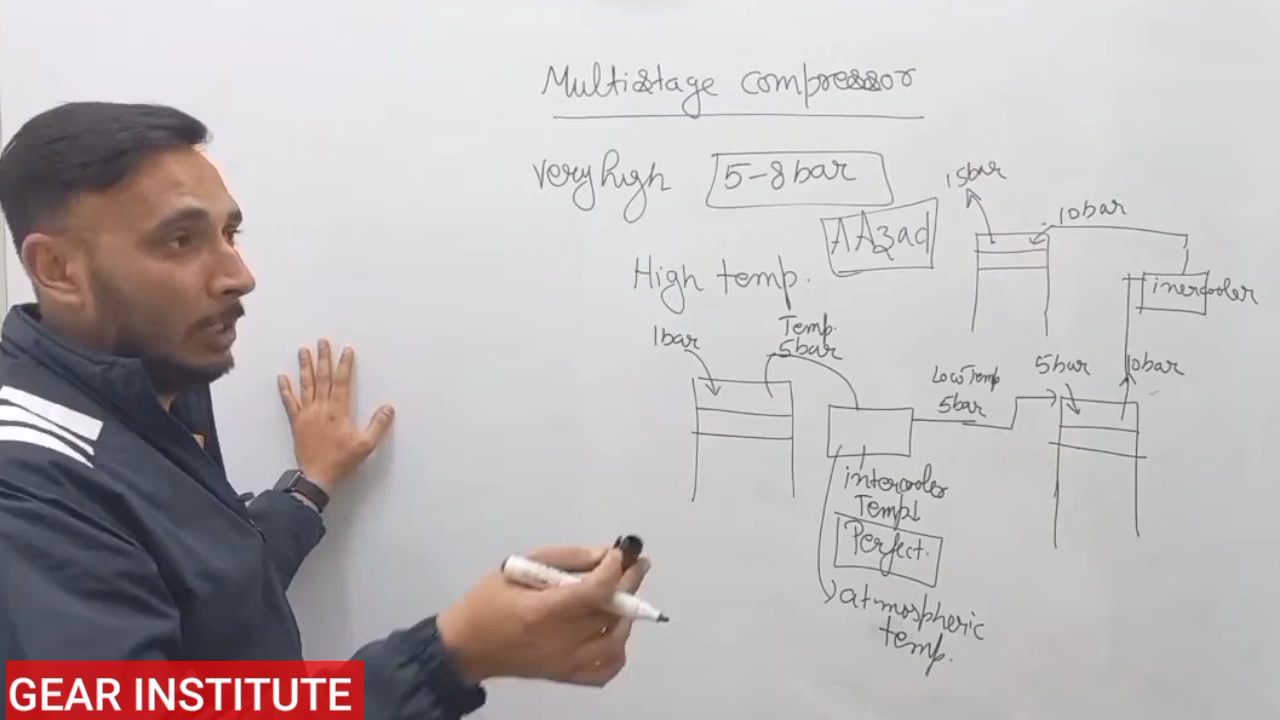 Multistage compressor
very high 5-8 bar
AAzad
High temp.
1bar
Temp.
5bar
intercooler
Temp↓
Perfect.
atmospheric
temp.
Low Temp
5bar
5bar
10bar
inercooler
10bar
15bar
GEAR INSTITUTE